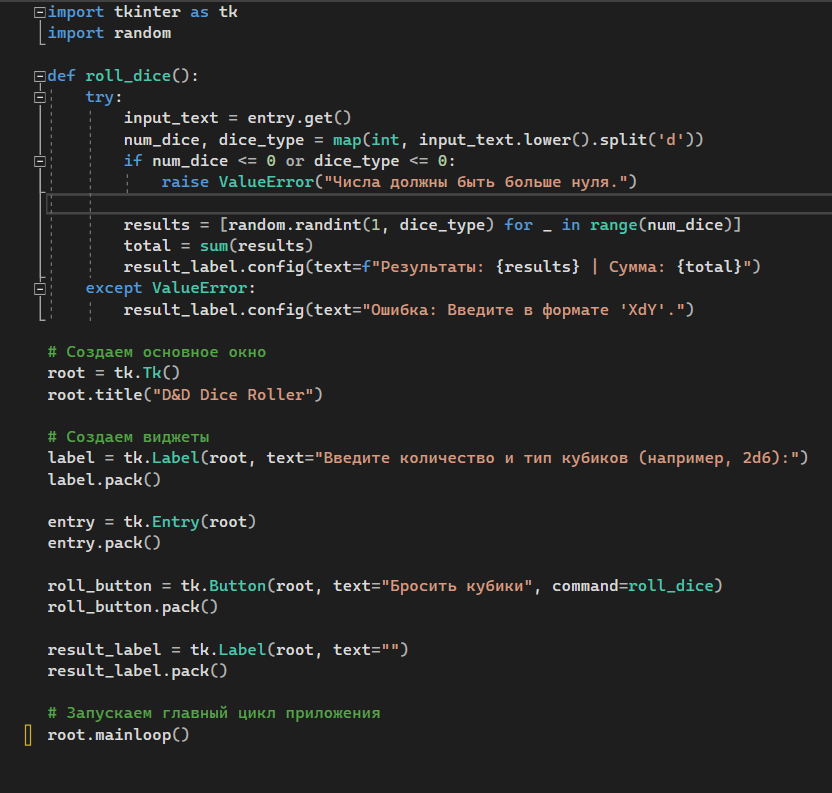 import tkinter as tk
import random

def roll_dice():
    try:
        input_text = entry.get()
        num_dice, dice_type = map(int, input_text.lower().split('d'))
        if num_dice <= 0 or dice_type <= 0:
            raise ValueError("Числа должны быть больше нуля.")

        results = [random.randint(1, dice_type) for _ in range(num_dice)]
        total = sum(results)
        result_label.config(text=f"Результаты: {results} | Сумма: {total}")
    except ValueError:
        result_label.config(text="Ошибка: Введите в формате 'XdY'.")

# Создаем основное окно
root = tk.Tk()
root.title("D&D Dice Roller")

# Создаем виджеты
label = tk.Label(root, text="Введите количество и тип кубиков (например, 2d6):")
label.pack()

entry = tk.Entry(root)
entry.pack()

roll_button = tk.Button(root, text="Бросить кубики", command=roll_dice)
roll_button.pack()

result_label = tk.Label(root, text="")
result_label.pack()

# Запускаем главный цикл приложения
root.mainloop()